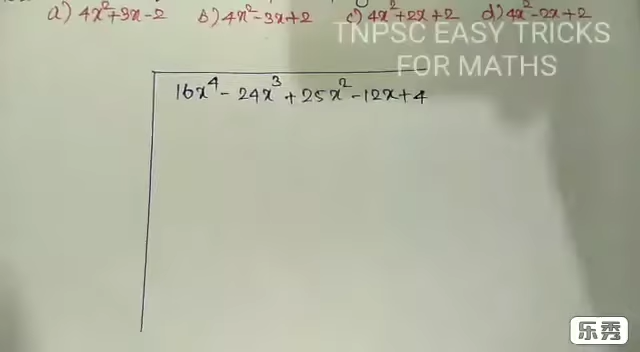 a) 4x²+3x-2 b) 4x²-3x+2 c) 4x²+2x+2 d) 4x²-2x+2
TNPSC EASY TRICKS
FOR MATHS
16x⁴ - 24x³ + 25x² - 12x + 4
乐秀